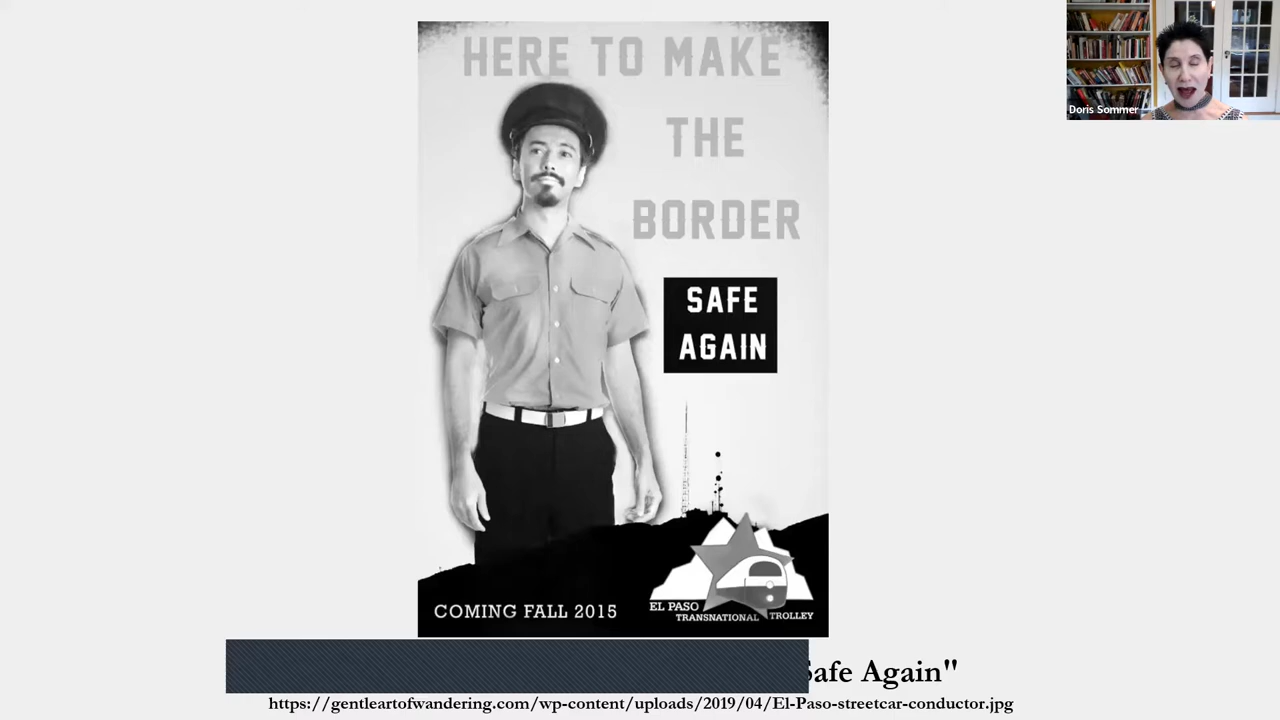 HERE TO MAKE
THE
BORDER
SAFE
AGAIN
COMING FALL 2015
EL PASO
TRANSNATIONAL TROLLEY
Doris Sommer
Safe Again"
https://gentleartofwandering.com/wp-content/uploads/2019/04/El-Paso-streetcar-conductor.jpg